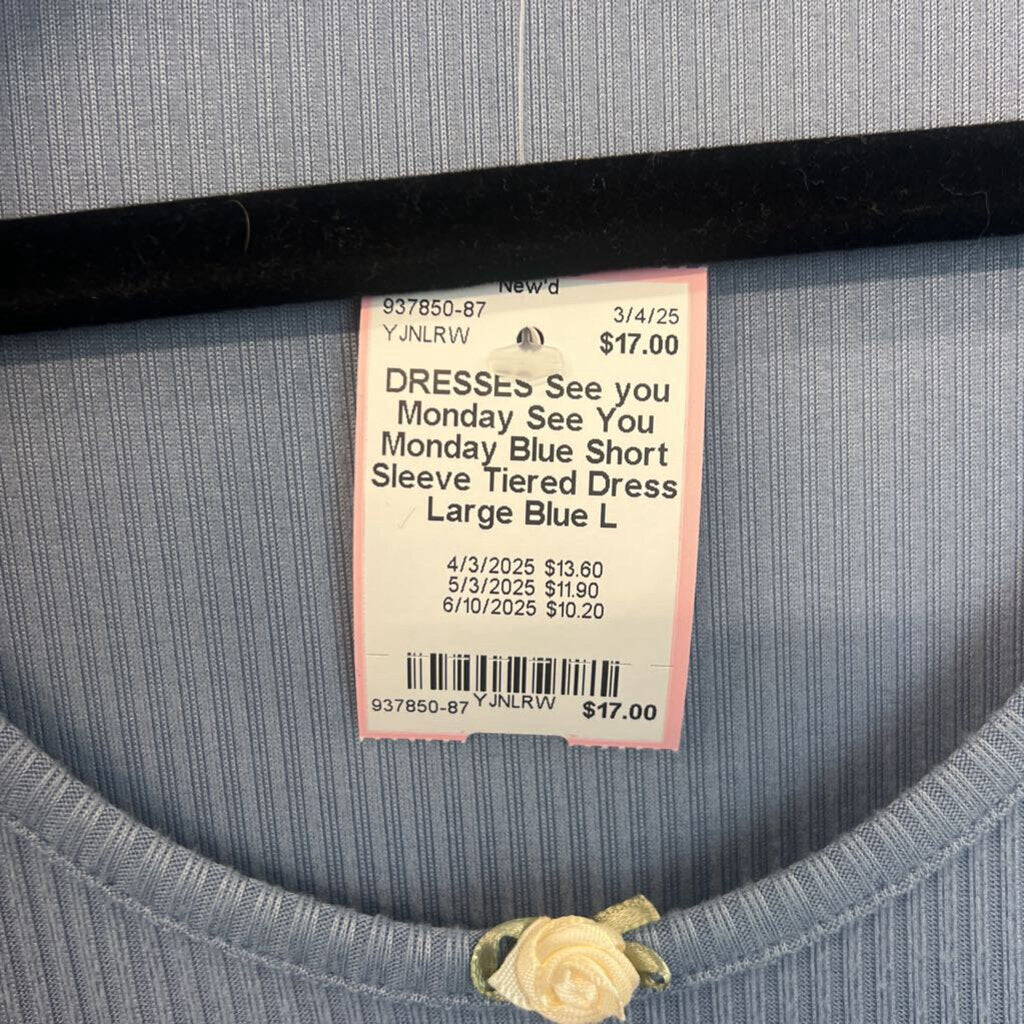 New'd
937850-87 3/4/25
YJNLRW $17.00
DRESSES See you
Monday See You
Monday Blue Short
Sleeve Tiered Dress
Large Blue L
4/3/2025 $13.60
5/3/2025 $11.90
6/10/2025 $10.20
937850-87 YJNLRW $17.00